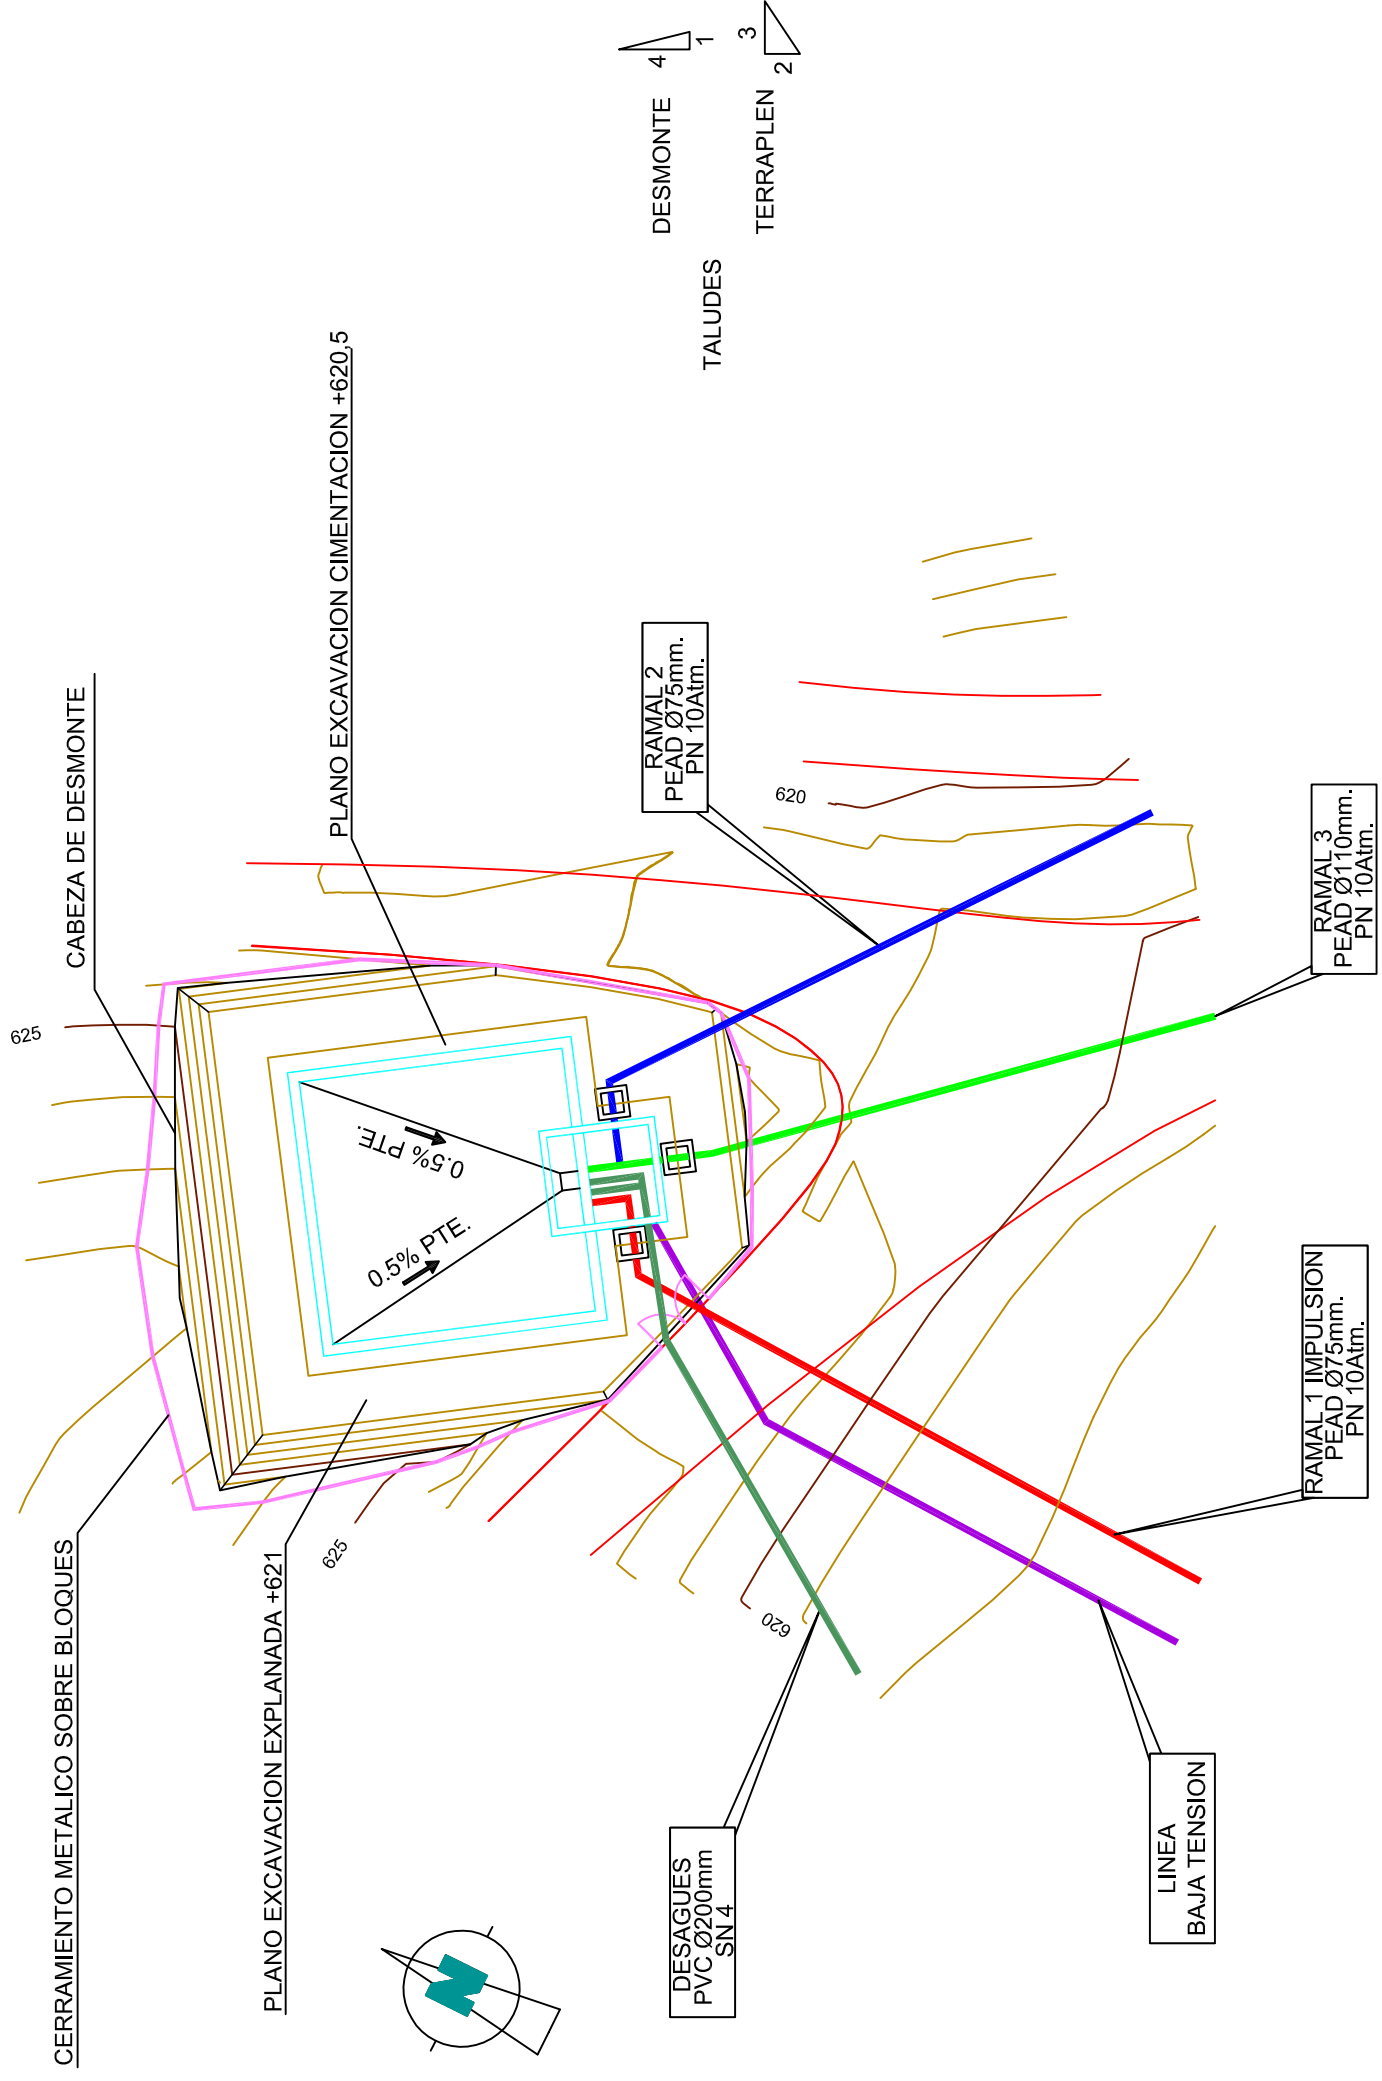 CERRAMIENTO METALICO SOBRE BLOQUES
CABEZA DE DESMONTE
625
PLANO EXCAVACION EXPLANADA +621
PLANO EXCAVACION CIMENTACION +620,5
625
0.5% PTE.
0.5% PTE.
N
RAMAL 2
PEAD Ø75mm.
PN 10Atm.
DESAGUES
PVC Ø200mm
SN 4
620
620
TALUDES
DESMONTE
4
1
TERRAPLEN
3
2
LINEA
BAJA TENSION
RAMAL 1 IMPULSION
PEAD Ø75mm.
PN 10Atm.
RAMAL 3
PEAD Ø110mm.
PN 10Atm.